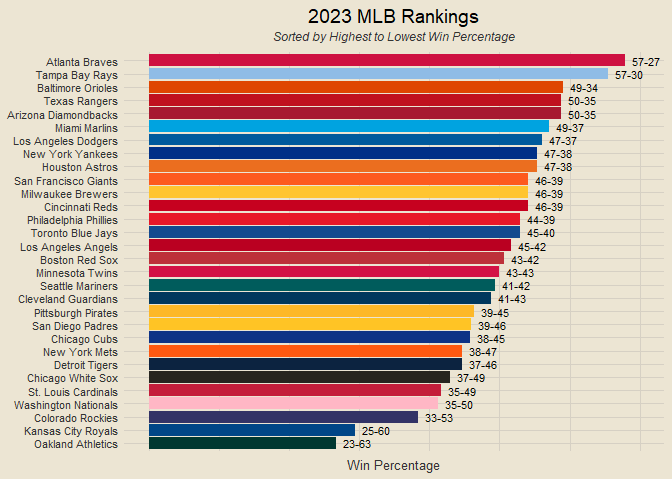 2023 MLB Rankings
Sorted by Highest to Lowest Win Percentage
Atlanta Braves 57-27
Tampa Bay Rays 57-30
Baltimore Orioles 49-34
Texas Rangers 50-35
Arizona Diamondbacks 50-35
Miami Marlins 49-37
Los Angeles Dodgers 47-37
New York Yankees 47-38
Houston Astros 47-38
San Francisco Giants 46-39
Milwaukee Brewers 46-39
Cincinnati Reds 46-39
Philadelphia Phillies 44-39
Toronto Blue Jays 45-40
Los Angeles Angels 45-42
Boston Red Sox 43-42
Minnesota Twins 43-43
Seattle Mariners 41-42
Cleveland Guardians 41-43
Pittsburgh Pirates 39-45
San Diego Padres 39-46
Chicago Cubs 38-45
New York Mets 38-47
Detroit Tigers 37-46
Chicago White Sox 37-49
St. Louis Cardinals 35-49
Washington Nationals 35-50
Colorado Rockies 33-53
Kansas City Royals 25-60
Oakland Athletics 23-63
Win Percentage